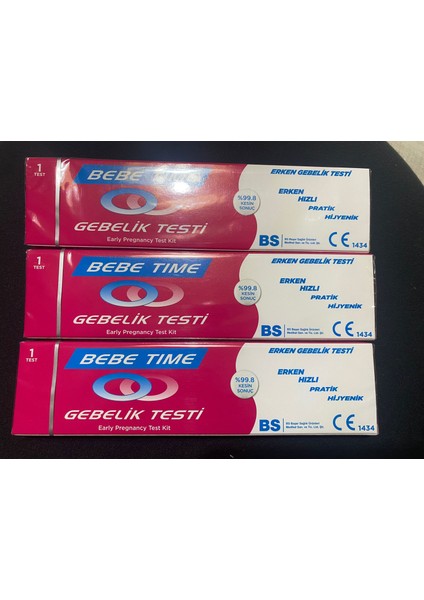 1
TEST
BEBE TIME
GEBELİK TESTİ
Early Pregnancy Test Kit
%99.8
KESİN
SONUÇ
ERKEN GEBELİK TESTİ
ERKEN
HIZLI
PRATİK
HİJYENİK
BS
CE 1434
1
TEST
BEBE TIME
GEBELİK TESTİ
Early Pregnancy Test Kit
%99.8
KESİN
SONUÇ
ERKEN GEBELİK TESTİ
ERKEN
HIZLI
PRATİK
HİJYENİK
BS
CE 1434
1
TEST
BEBE TIME
GEBELİK TESTİ
Early Pregnancy Test Kit
%99.8
KESİN
SONUÇ
ERKEN GEBELİK TESTİ
ERKEN
HIZLI
PRATİK
HİJYENİK
BS
CE 1434